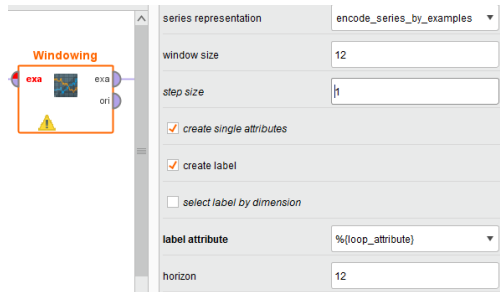 Windowing
exa
exa
ori
series representation
encode_series_by_examples
window size
12
step size
1
create single attributes
create label
select label by dimension
label attribute
%{loop_attribute}
horizon
12